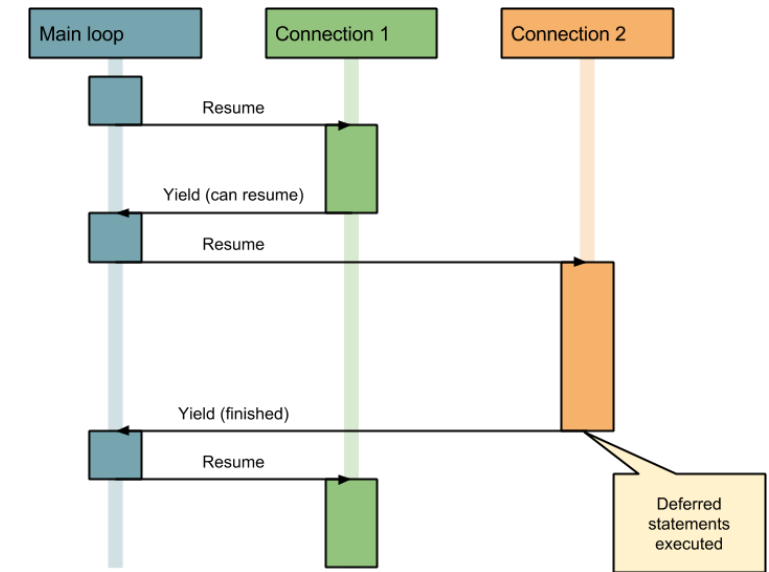 Main loop
Connection 1
Connection 2
Resume
Yield (can resume)
Resume
Yield (finished)
Resume
Deferred
statements
executed